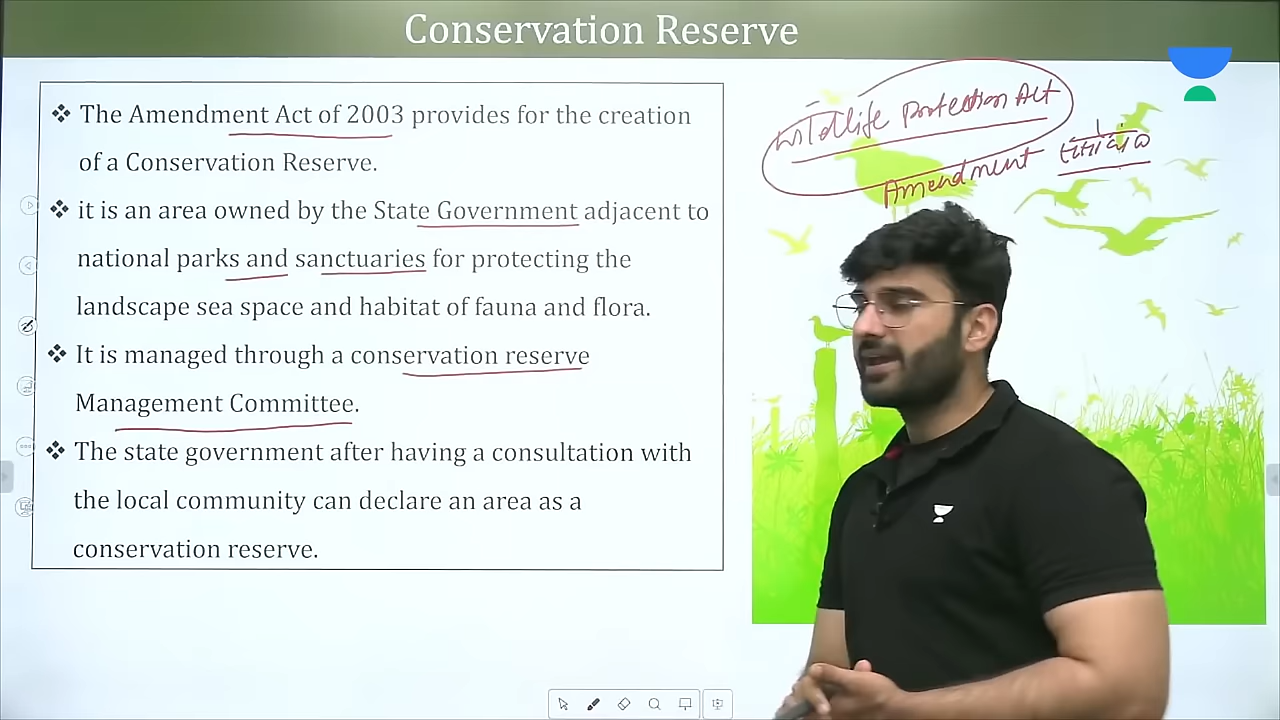 Conservation Reserve
❖ The Amendment Act of 2003 provides for the creation
of a Conservation Reserve.
❖ it is an area owned by the State Government adjacent to
national parks and sanctuaries for protecting the
landscape sea space and habitat of fauna and flora.
❖ It is managed through a conservation reserve
Management Committee.
❖ The state government after having a consultation with
the local community can declare an area as a
conservation reserve.
Wildlife Protection Act
Amendment